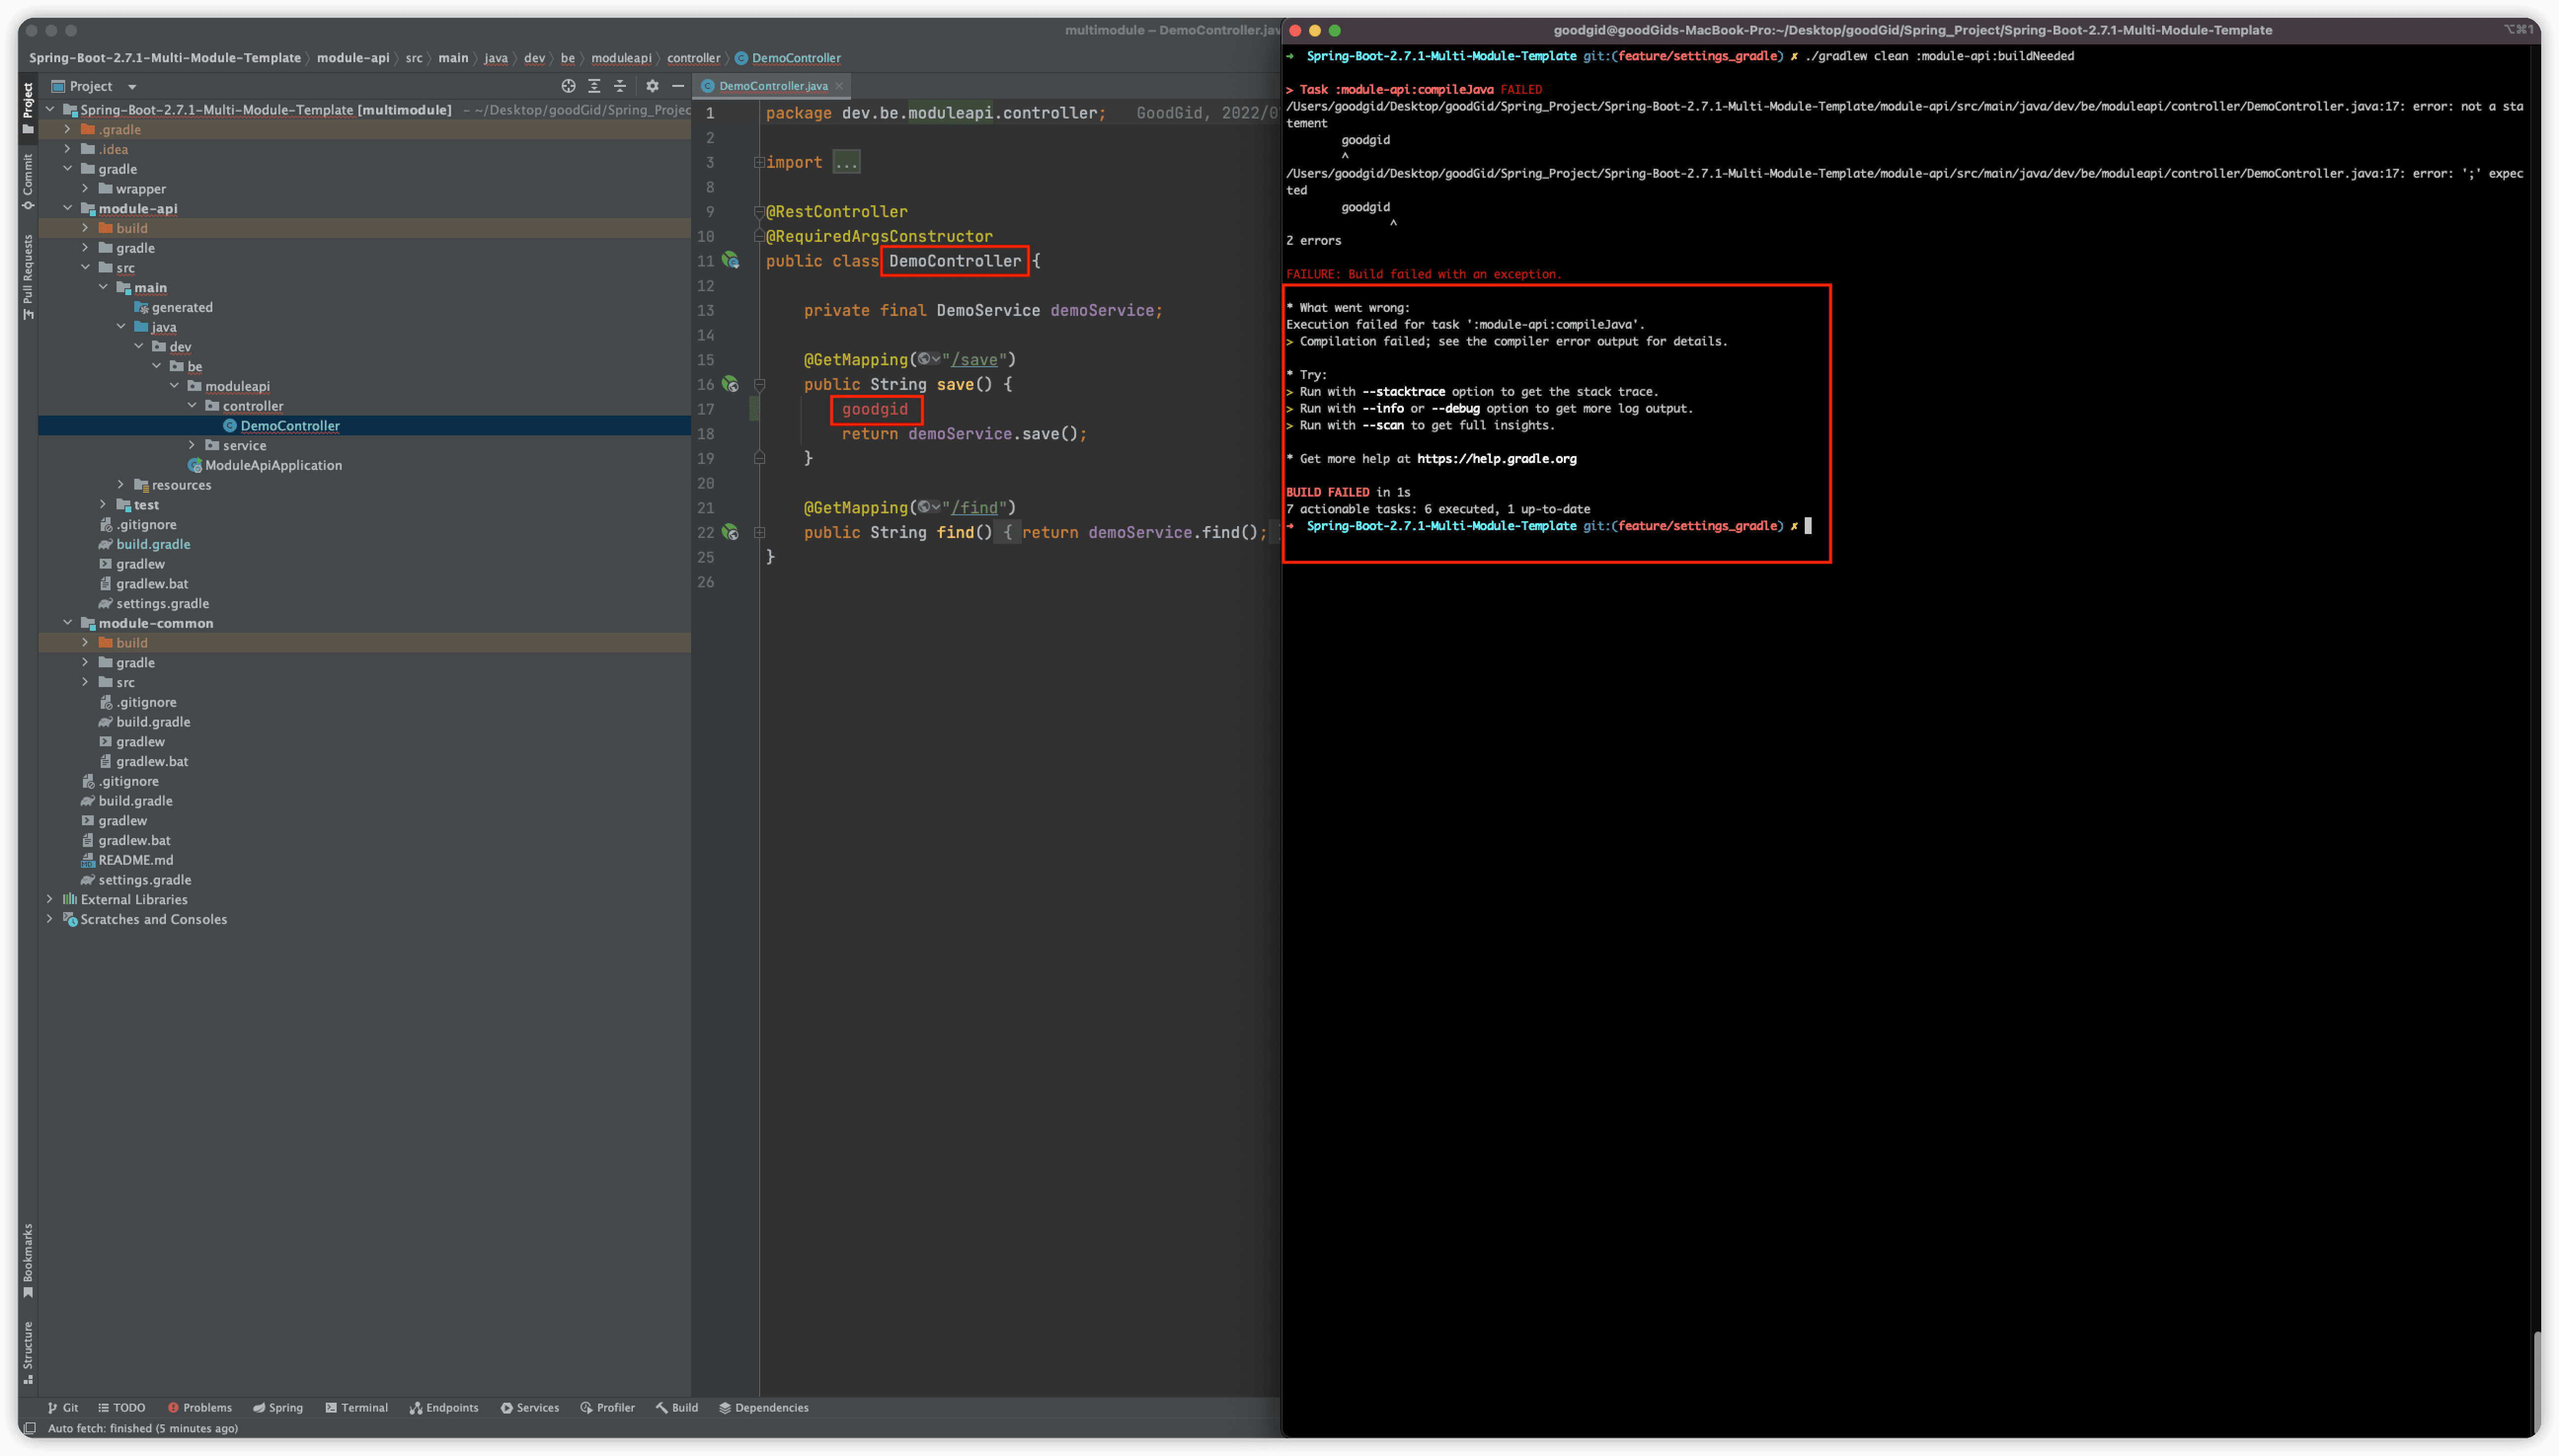 multimodule – DemoController.jav
Spring-Boot-2.7.1-Multi-Module-Template module-api src main java dev be moduleapi controller DemoController
Project
Commit
Pull Requests
Bookmarks
Structure
Project
Spring-Boot-2.7.1-Multi-Module-Template [multimodule] – ~/Desktop/goodGid/Spring_Projec
.gradle
.idea
gradle
wrapper
module-api
build
gradle
src
main
generated
java
dev
be
moduleapi
controller
DemoController
service
ModuleApiApplication
resources
test
.gitignore
build.gradle
gradlew
gradlew.bat
settings.gradle
module-common
build
gradle
src
.gitignore
build.gradle
gradlew
gradlew.bat
.gitignore
build.gradle
gradlew
gradlew.bat
README.md
settings.gradle
External Libraries
Scratches and Consoles
DemoController.java
1 package dev.be.moduleapi.controller; GoodGid, 2022/0
2
3 import ...
8
9 @RestController
10 @RequiredArgsConstructor
11 public class DemoController {
12
13 private final DemoService demoService;
14
15 @GetMapping("/save")
16 public String save() {
17 goodgid
18 return demoService.save();
19 }
20
21 @GetMapping("/find")
22 public String find() { return demoService.find();
25 }
26
Git TODO Problems Spring Terminal Endpoints Services Profiler Build Dependencies
Auto fetch: finished (5 minutes ago)
goodgid@goodGids-MacBook-Pro:~/Desktop/goodGid/Spring_Project/Spring-Boot-2.7.1-Multi-Module-Template ⌥⌘1
➜ Spring-Boot-2.7.1-Multi-Module-Template git:(feature/settings_gradle) ✗ ./gradlew clean :module-api:buildNeeded
> Task :module-api:compileJava FAILED
/Users/goodgid/Desktop/goodGid/Spring_Project/Spring-Boot-2.7.1-Multi-Module-Template/module-api/src/main/java/dev/be/moduleapi/controller/DemoController.java:17: error: not a sta
tement
goodgid
^
/Users/goodgid/Desktop/goodGid/Spring_Project/Spring-Boot-2.7.1-Multi-Module-Template/module-api/src/main/java/dev/be/moduleapi/controller/DemoController.java:17: error: ';' expec
ted
goodgid
^
2 errors
FAILURE: Build failed with an exception.
* What went wrong:
Execution failed for task ':module-api:compileJava'.
> Compilation failed; see the compiler error output for details.
* Try:
> Run with --stacktrace option to get the stack trace.
> Run with --info or --debug option to get more log output.
> Run with --scan to get full insights.
* Get more help at https://help.gradle.org
BUILD FAILED in 1s
7 actionable tasks: 6 executed, 1 up-to-date
➜ Spring-Boot-2.7.1-Multi-Module-Template git:(feature/settings_gradle) ✗